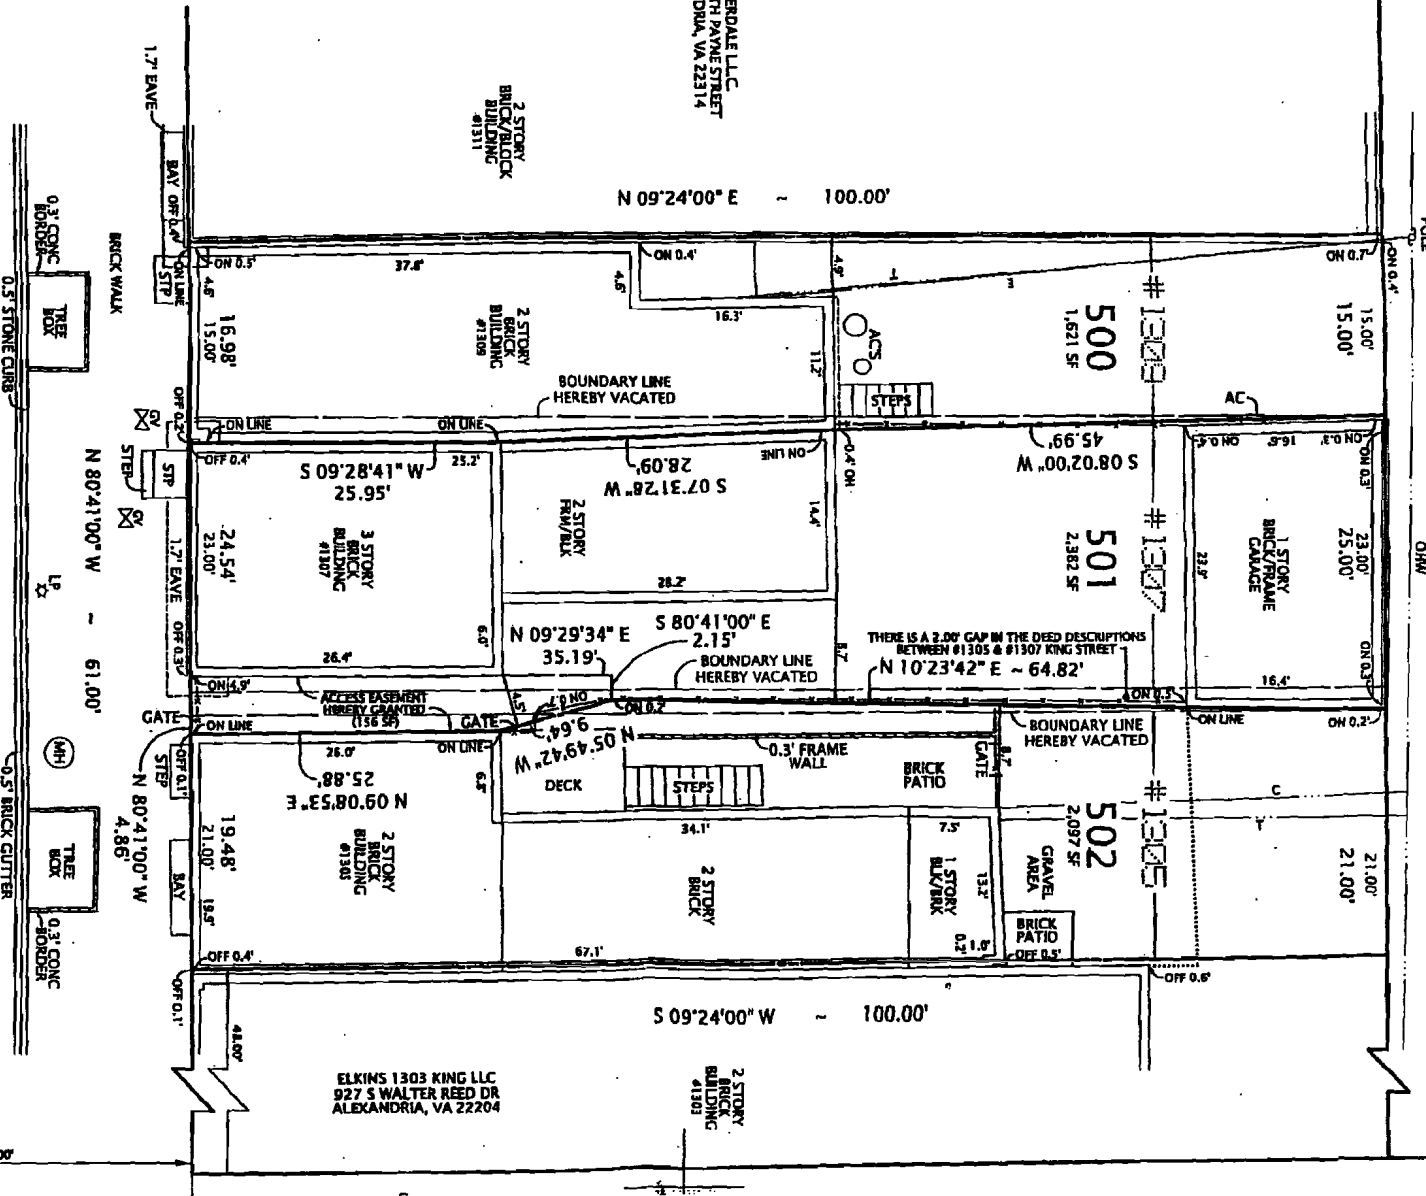 ERDALE L.L.C.
TH PAYNE STREET
DRIA, VA 22314
1.7' EAVE
2 STORY
BRICK/BLOCK
BUILDING
#1311
BAY
OFF 0.4'
N 09°24'00" E ~ 100.00'
0.3' CONC
BORDER
BRICK WALK
ON LINE
STP
TREE
BOX
0.5' STONE CURB
ON 0.5'
4.6'
37.8'
4.6'
ON 0.4'
16.3'
4.9'
11.2'
T
ON 0.7'
ON 0.4'
2 STORY
BRICK
BUILDING
#1309
16.98'
15.00'
AC'S
STEPS
500
1,621 SF
#1309
15.00'
15.00'
BOUNDARY LINE
HEREBY VACATED
AC
OFF 0.2'
GV
ON LINE
ON LINE
OFF 0.4'
25.2'
S 09°28'41" W
25.95'
28.09'
S 07°31'28" W
ON LINE
0.4' OH
45.99'
S 08°02'00" W
ON 0.4'
16.6'
ON 0.3'
ON 0.3'
STEP
STP
GV
N 80°41'00" W ~ 61.00'
LP
24.54'
23.00'
1.7' EAVE
OFF 0.3'
3 STORY
BRICK
BUILDING
#1307
26.4'
6.0'
2 STORY
FRM/BLK
14.4'
28.2'
501
2,382 SF
#1307
1 STORY
BRICK/FRAME
GARAGE
23.9'
23.00'
25.00'
OHW
N 09°29'34" E
35.19'
S 80°41'00" E
2.15'
BOUNDARY LINE
HEREBY VACATED
8.7'
THERE IS A 2.00' GAP IN THE DEED DESCRIPTIONS
BETWEEN #1305 & #1307 KING STREET
N 10°23'42" E ~ 64.82'
16.4'
ON 0.3'
ON 4.9'
ACCESS EASEMENT
HEREBY GRANTED
(156 SF)
4.5'
ON 0.7'
ON 0.2'
ON 0.5'
ON LINE
ON 0.2'
GATE
ON LINE
GATE
ON LINE
N 05°49'42" W
9.64'
BOUNDARY LINE
HEREBY VACATED
MH
STEP
OFF 0.1'
26.0'
25.88'
N 09°08'53" E
6.5'
DECK
STEPS
0.3' FRAME
WALL
BRICK
PATIO
GATE
8.7'
C
T
N 80°41'00" W
4.86'
0.5' BRICK GUTTER
TREE
BOX
0.3' CONC
BORDER
BAY
19.48'
21.00'
19.5'
2 STORY
BRICK
BUILDING
#1305
34.1'
2 STORY
BRICK
7.5'
1 STORY
BLK/BRK
13.2'
0.2'
1.0'
GRAVEL
AREA
BRICK
PATIO
502
2,097 SF
#1305
21.00'
21.00'
OFF 0.4'
67.1'
OFF 0.5'
OFF 0.6'
OFF 0.1'
48.00'
S 09°24'00" W ~ 100.00'
ELKINS 1303 KING LLC
927 S WALTER REED DR
ALEXANDRIA, VA 22204
2 STORY
BRICK
BUILDING
#1303